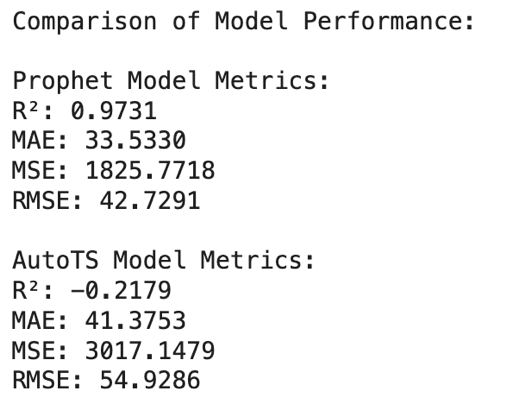 Comparison of Model Performance:
Prophet Model Metrics:
R²: 0.9731
MAE: 33.5330
MSE: 1825.7718
RMSE: 42.7291
AutoTS Model Metrics:
R²: -0.2179
MAE: 41.3753
MSE: 3017.1479
RMSE: 54.9286